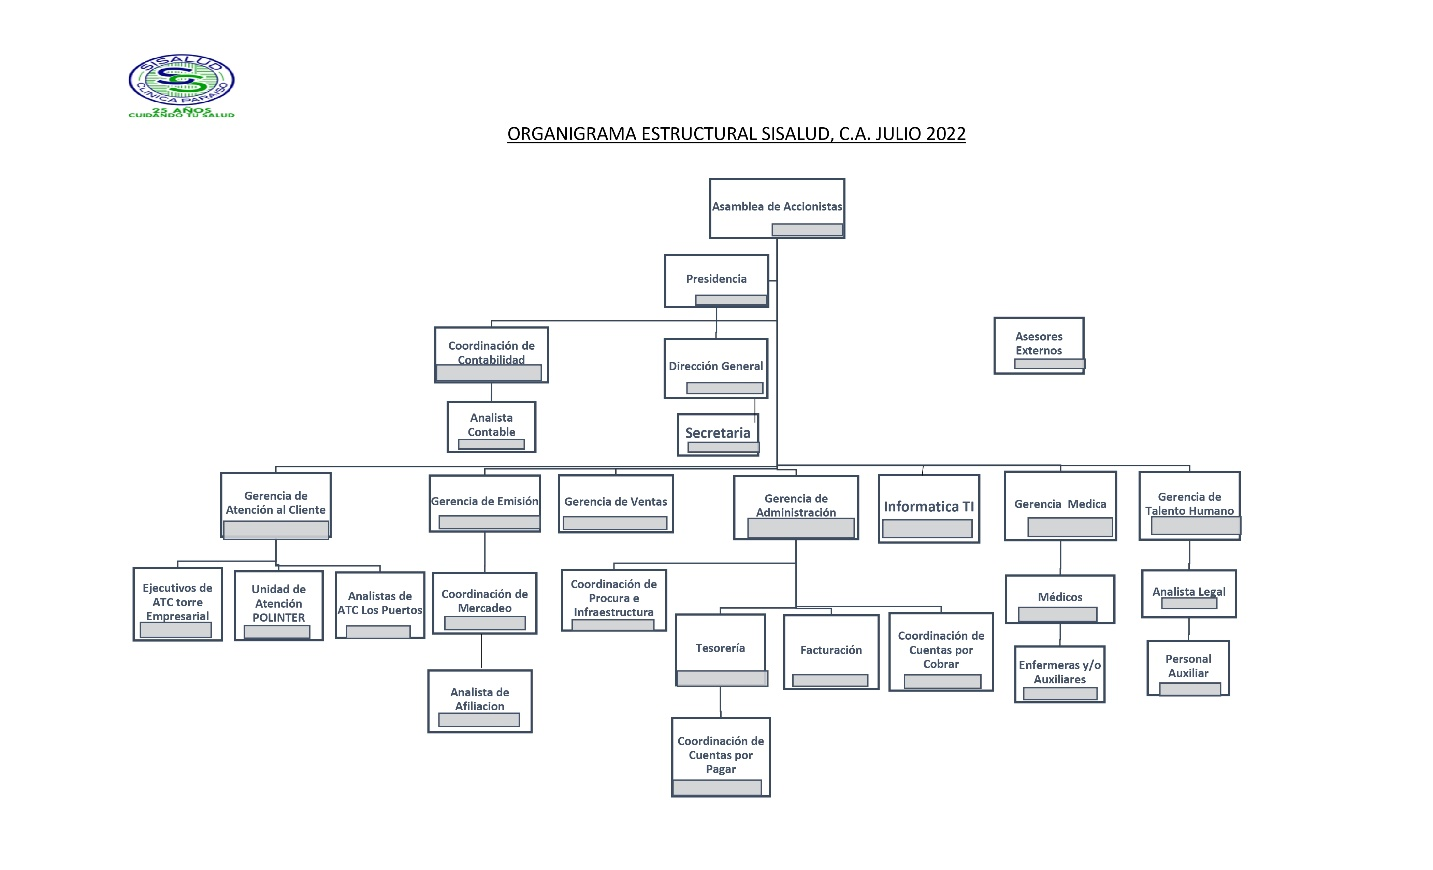 SISALUD
CLINICA PARAISO
25 AÑOS
CUIDANDO TU SALUD
ORGANIGRAMA ESTRUCTURAL SISALUD, C.A. JULIO 2022
Asamblea de Accionistas
Presidencia
Coordinación de
Contabilidad
Dirección General
Asesores
Externos
Analista
Contable
Secretaria
Gerencia de
Atención al Cliente
Gerencia de Emisión
Gerencia de Ventas
Gerencia de
Administración
Informatica TI
Gerencia Medica
Gerencia de
Talento Humano
Ejecutivos de
ATC torre
Empresarial
Unidad de
Atención
POLINTER
Analistas de
ATC Los Puertos
Coordinación de
Mercadeo
Coordinación de
Procura e
Infraestructura
Tesorería
Facturación
Coordinación de
Cuentas por
Cobrar
Médicos
Analista Legal
Enfermeras y/o
Auxiliares
Personal
Auxiliar
Analista de
Afiliacion
Coordinación de
Cuentas por
Pagar